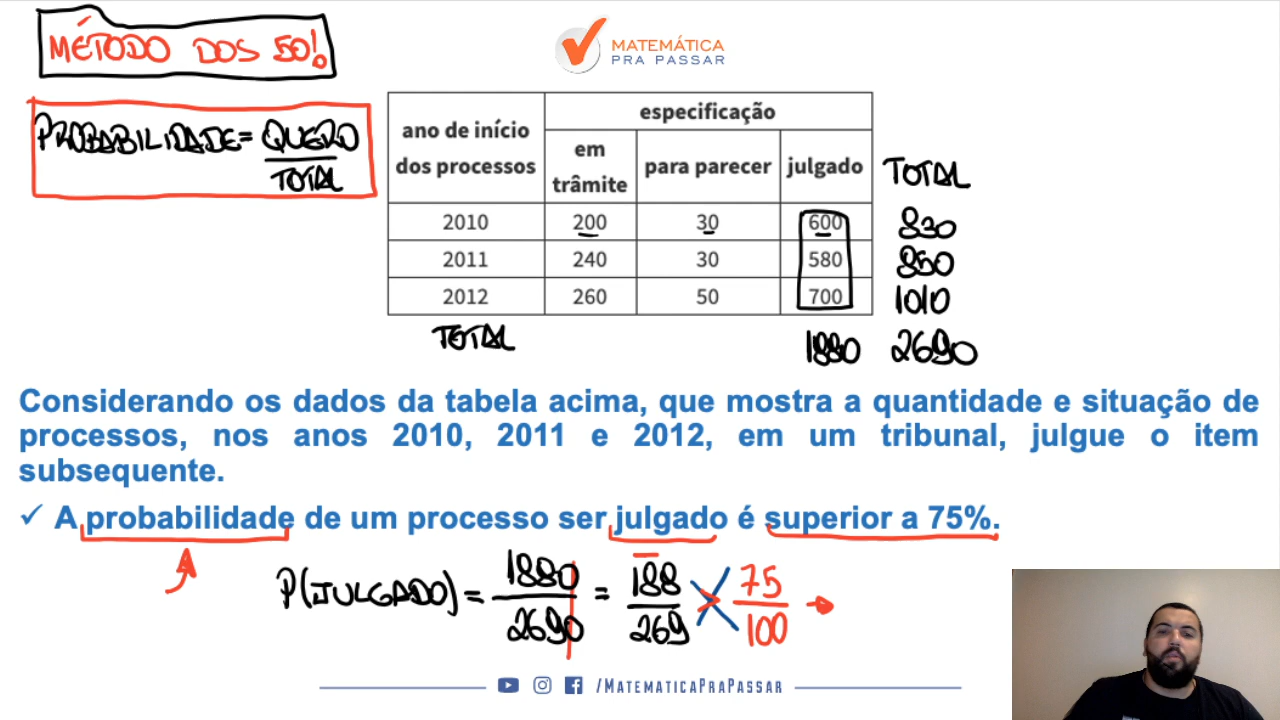 MÉTODO DOS 50!
MATEMÁTICA
PRA PASSAR
PROBABILIDADE = QUERO
TOTAL
ano de início
dos processos
especificação
em
trâmite
para parecer
julgado
TOTAL
2010 200 30 600 830
2011 240 30 580 850
2012 260 50 700 1010
TOTAL 1880 2690
Considerando os dados da tabela acima, que mostra a quantidade e situação de
processos, nos anos 2010, 2011 e 2012, em um tribunal, julgue o item
subsequente.
✓ A probabilidade de um processo ser julgado é superior a 75%.
P(JULGADO) = 1880 = 188 > 75
2690 269 100
/MATEMATICAPRAPASSAR